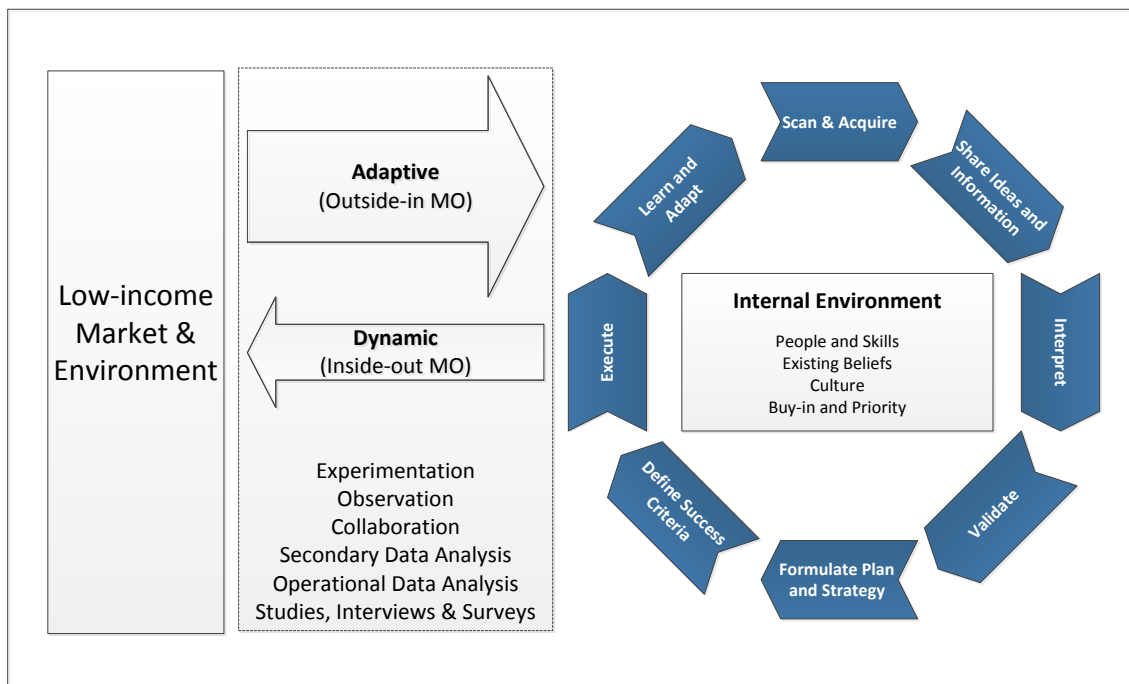 Low-income
Market &
Environment
Adaptive
(Outside-in MO)
Dynamic
(Inside-out MO)
Experimentation
Observation
Collaboration
Secondary Data Analysis
Operational Data Analysis
Studies, Interviews & Surveys
Scan & Acquire
Share Ideas and
Information
Interpret
Validate
Formulate Plan
and Strategy
Define Success
Criteria
Execute
Learn and
Adapt
Internal Environment
People and Skills
Existing Beliefs
Culture
Buy-in and Priority